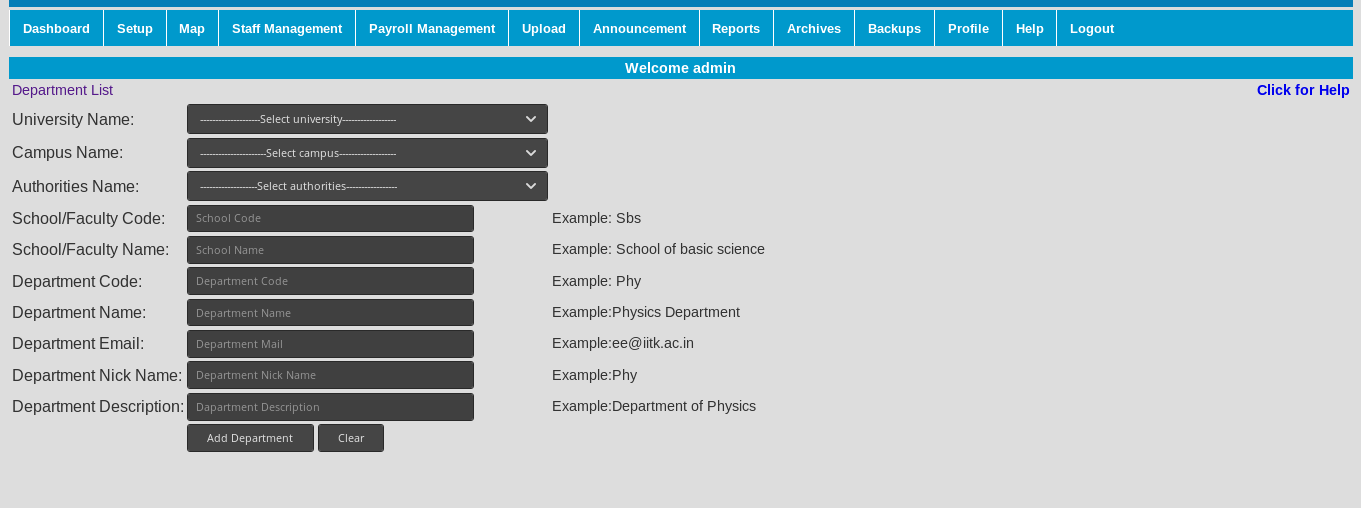 Dashboard Setup Map Staff Management Payroll Management Upload Announcement Reports Archives Backups Profile Help Logout
Welcome admin
Department List Click for Help
University Name: --------------------Select university------------------
Campus Name: ----------------------Select campus-------------------
Authorities Name: -------------------Select authorities-----------------
School/Faculty Code: School Code Example: Sbs
School/Faculty Name: School Name Example: School of basic science
Department Code: Department Code Example: Phy
Department Name: Department Name Example:Physics Department
Department Email: Department Mail Example:ee@iitk.ac.in
Department Nick Name: Department Nick Name Example:Phy
Department Description: Dapartment Description Example:Department of Physics
Add Department Clear